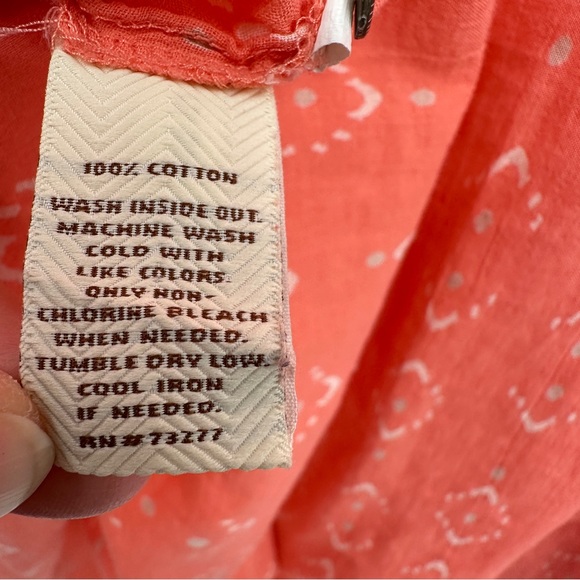 100% COTTON
WASH INSIDE OUT.
MACHINE WASH
COLD WITH
LIKE COLORS.
ONLY NON-
CHLORINE BLEACH
WHEN NEEDED.
TUMBLE DRY LOW.
COOL IRON
IF NEEDED.
RN# 73277